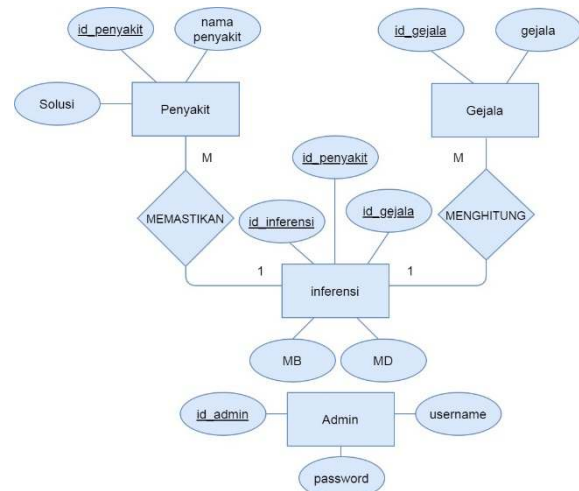 id_penyakit
nama
penyakit
id_gejala
gejala
Solusi
Penyakit
Gejala
M
id_penyakit
M
MEMASTIKAN
id_inferensi
id_gejala
MENGHITUNG
1
inferensi
1
MB
MD
id_admin
Admin
username
password